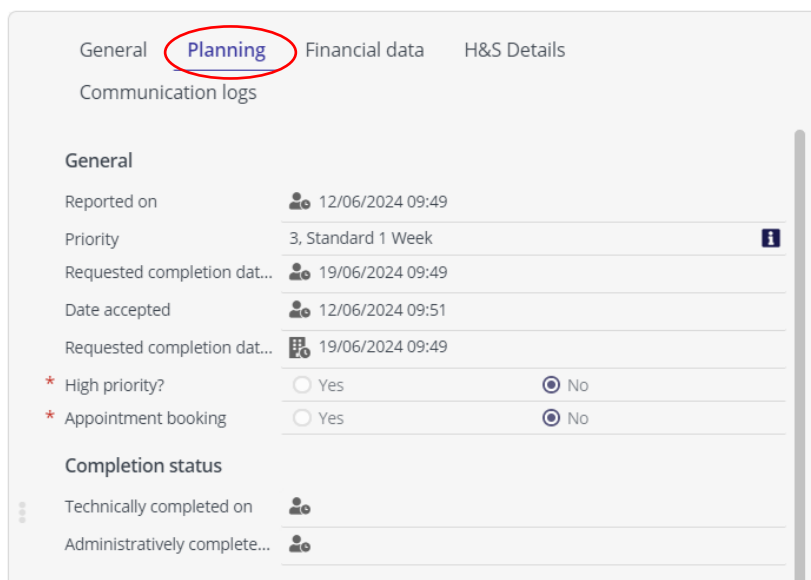 General Planning Financial data H&S Details
Communication logs
General
Reported on 12/06/2024 09:49
Priority 3, Standard 1 Week
Requested completion dat... 19/06/2024 09:49
Date accepted 12/06/2024 09:51
Requested completion dat... 19/06/2024 09:49
* High priority? Yes No
* Appointment booking Yes No
Completion status
Technically completed on
Administratively complete...